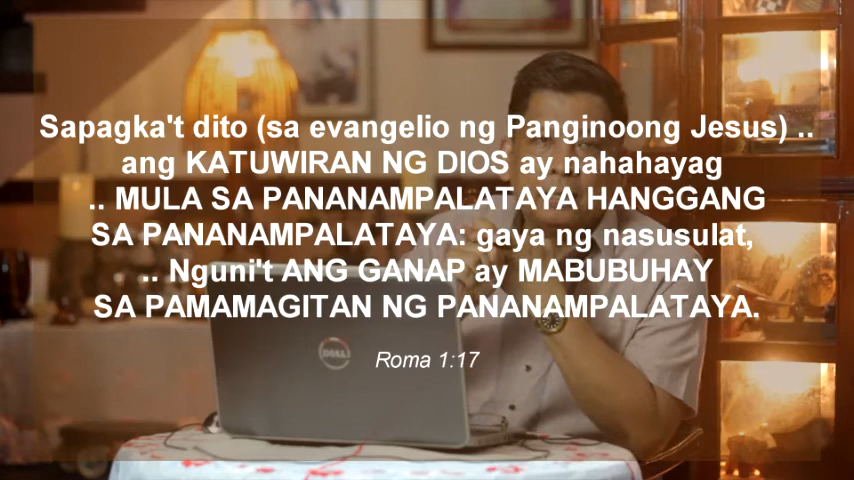 Sapagka't dito (sa evangelio ng Panginoong Jesus) ..
ang KATUWIRAN NG DIOS ay nahahayag
.. MULA SA PANANAMPALATAYA HANGGANG
SA PANANAMPALATAYA: gaya ng nasusulat,
.. Nguni't ANG GANAP ay MABUBUHAY
SA PAMAMAGITAN NG PANANAMPALATAYA.
Roma 1:17
DELL